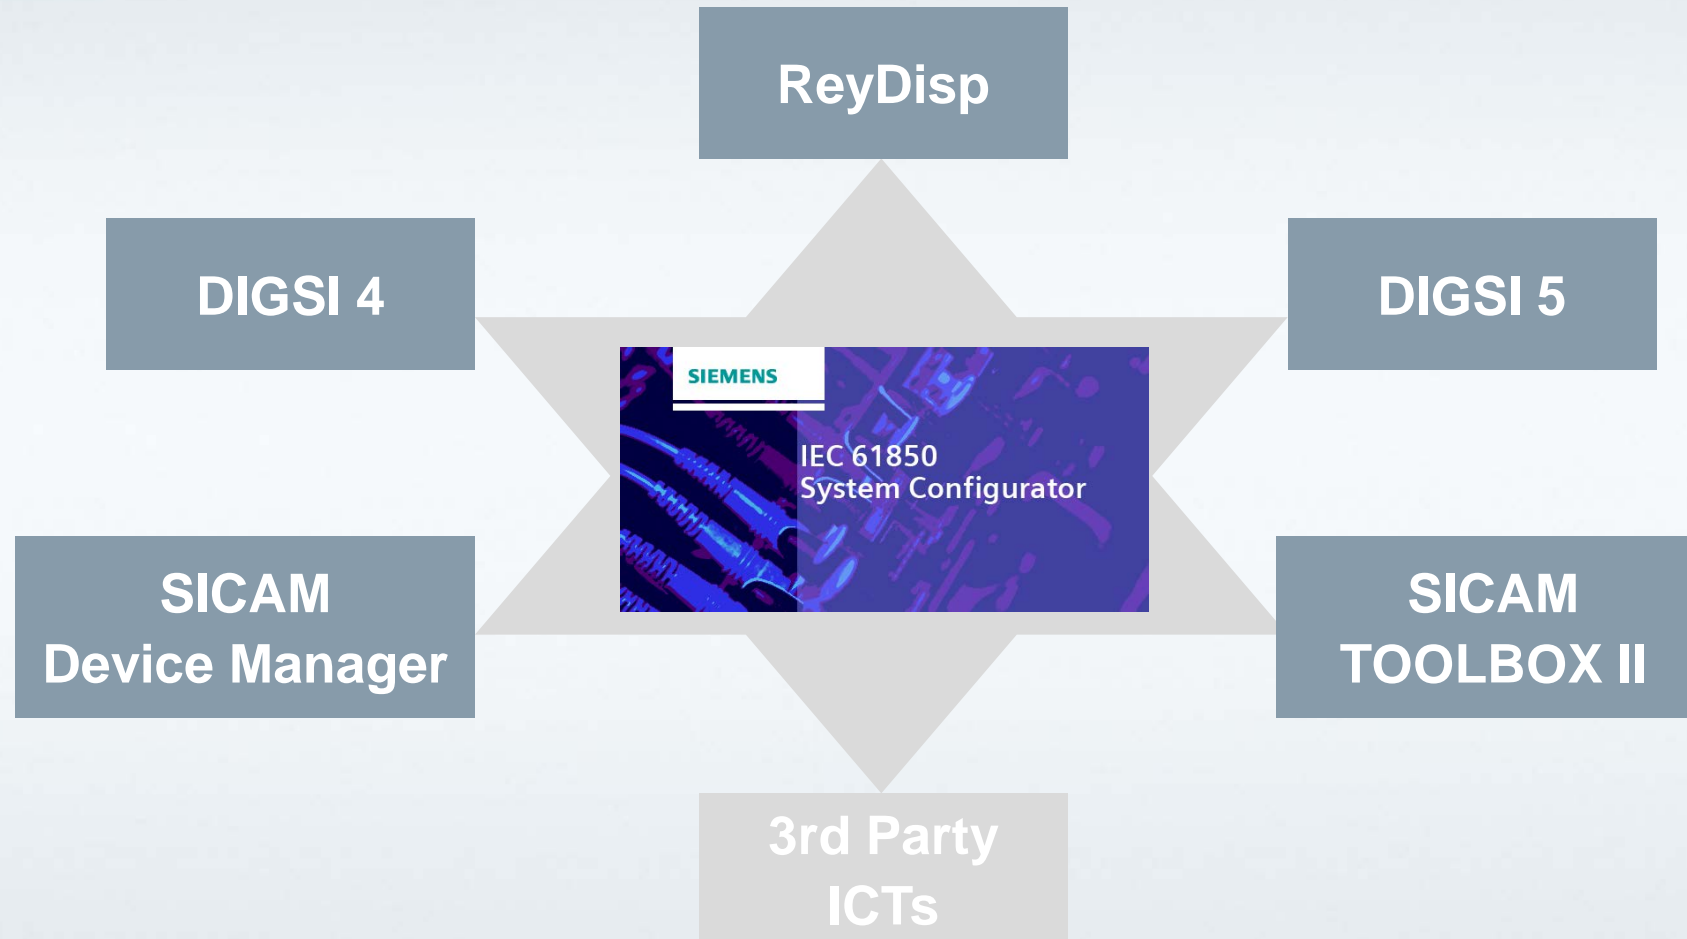 ReyDisp
DIGSI 4
DIGSI 5
SIEMENS
IEC 61850
System Configurator
SICAM
Device Manager
SICAM
TOOLBOX II
3rd Party
ICTs